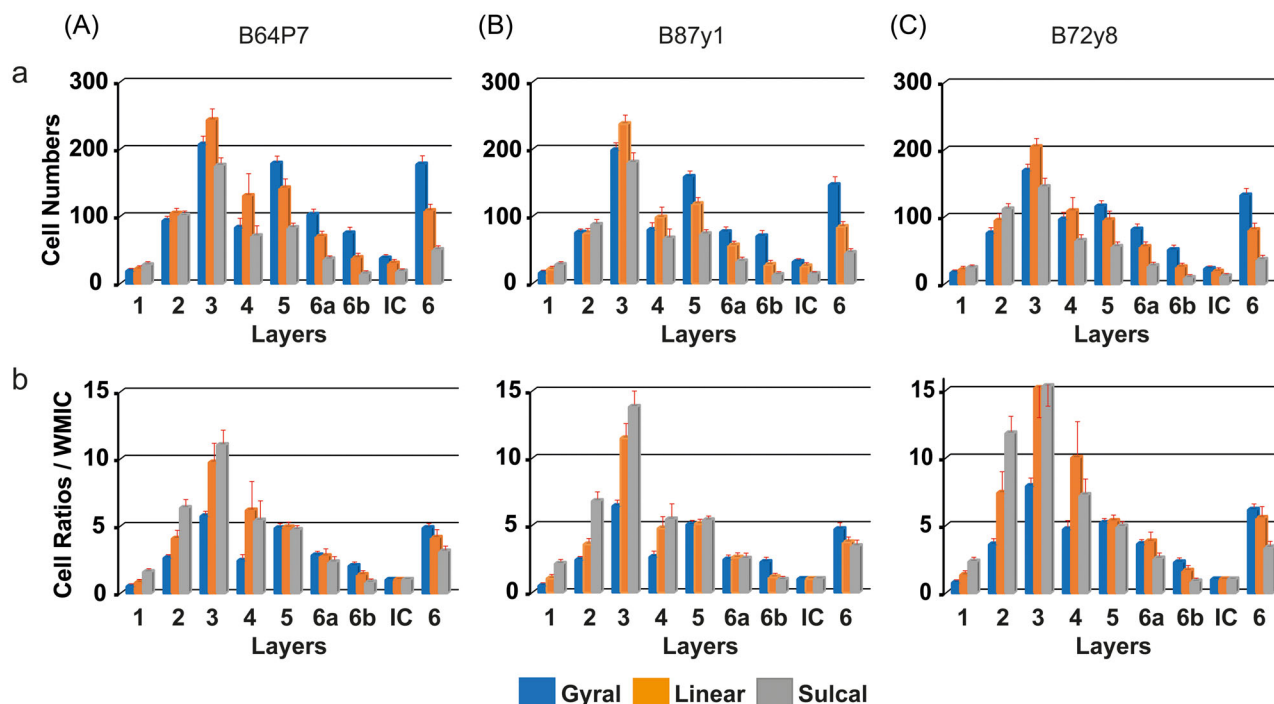 (A) (B) (C)
B64P7 B87y1 B72y8
a
Cell Numbers
300 300 300
200 200 200
100 100 100
0 0 0
1 2 3 4 5 6a 6b IC 6 1 2 3 4 5 6a 6b IC 6 1 2 3 4 5 6a 6b IC 6
Layers Layers Layers
b
Cell Ratios / WMIC
15 15 15
10 10 10
5 5 5
0 0 0
1 2 3 4 5 6a 6b IC 6 1 2 3 4 5 6a 6b IC 6 1 2 3 4 5 6a 6b IC 6
Layers Layers Layers
Gyral Linear Sulcal